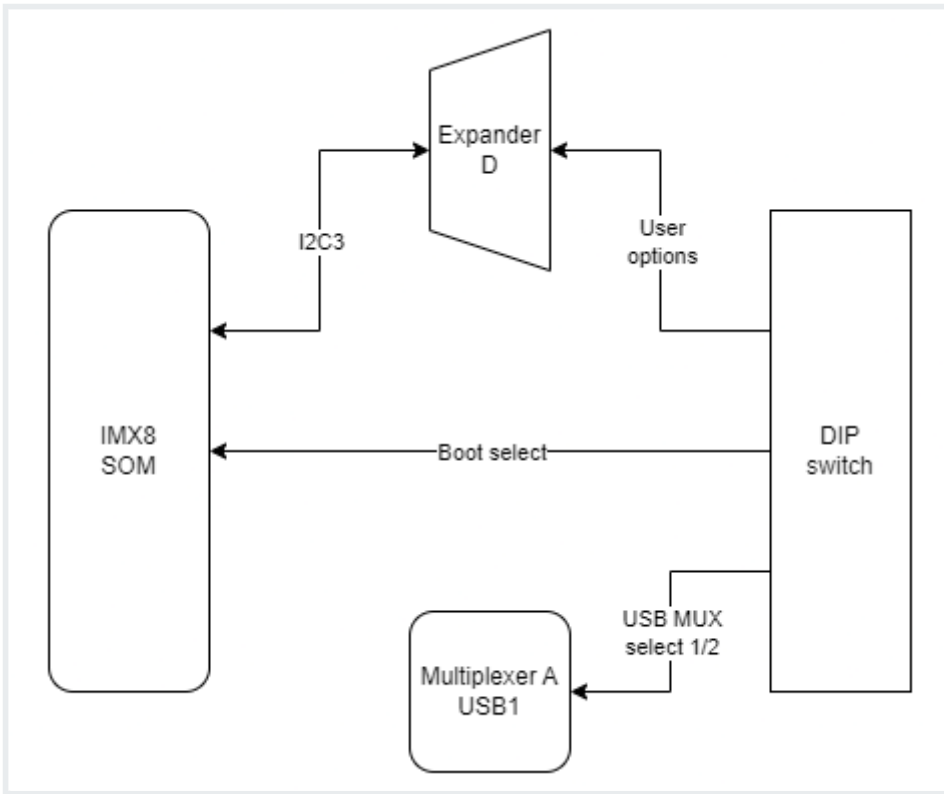 Expander
D
I2C3
User
options
IMX8
SOM
Boot select
DIP
switch
USB MUX
select 1/2
Multiplexer A
USB1